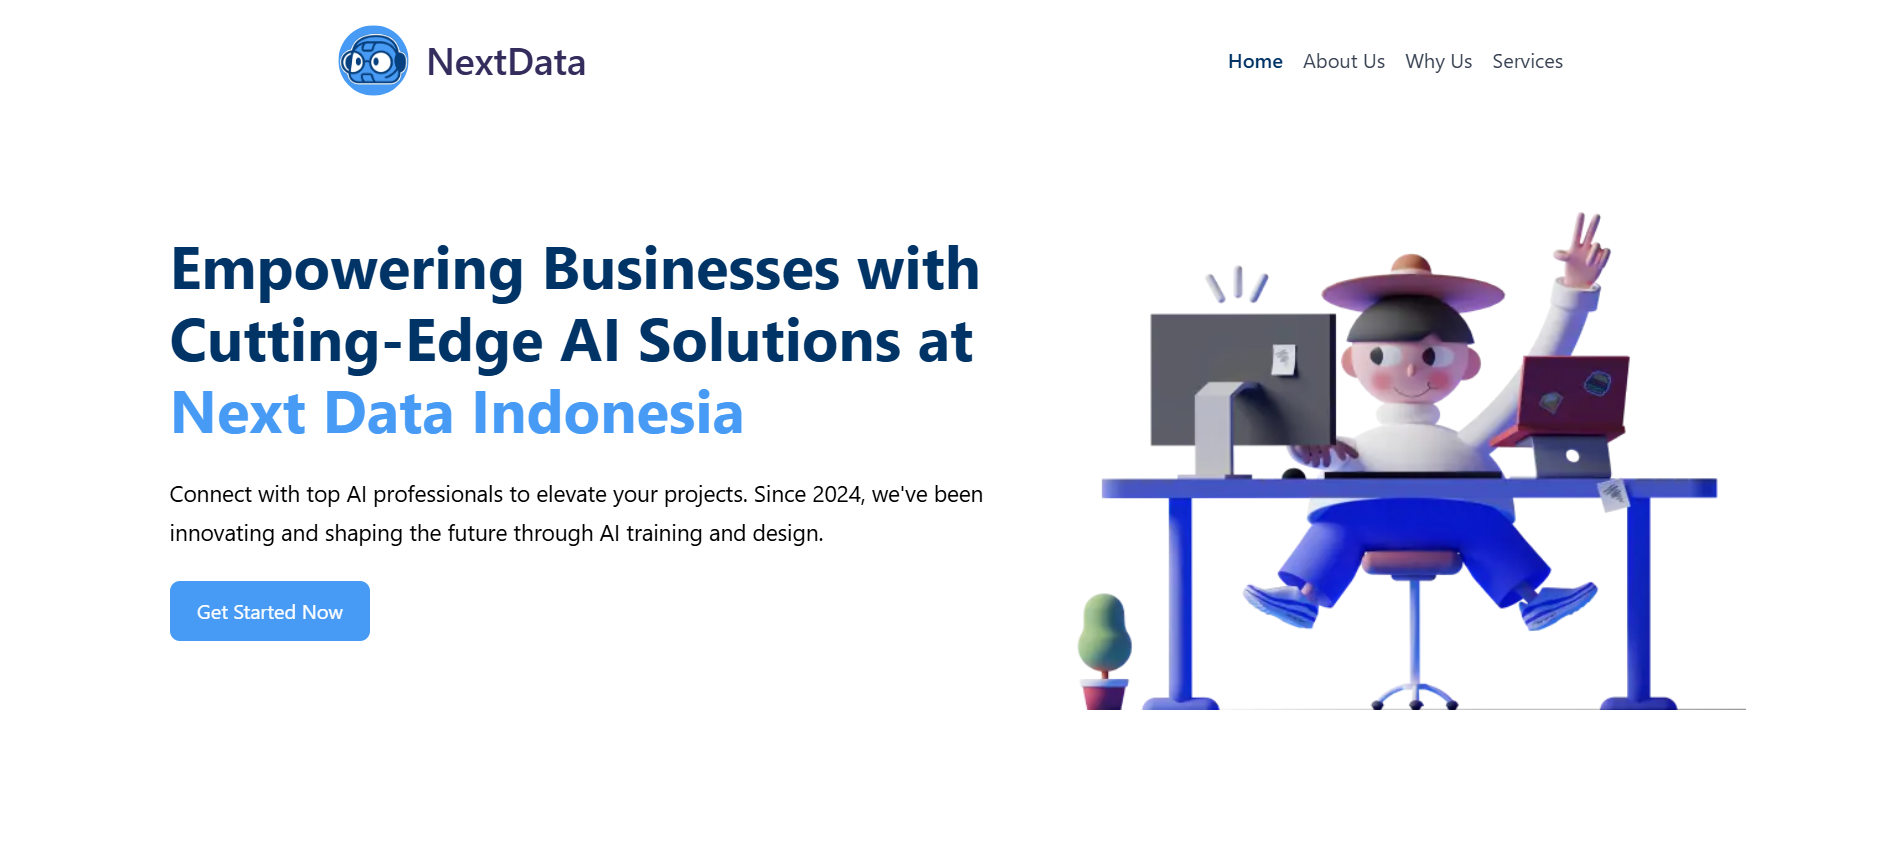 NextData
Home About Us Why Us Services
Empowering Businesses with
Cutting-Edge AI Solutions at
Next Data Indonesia
Connect with top AI professionals to elevate your projects. Since 2024, we've been
innovating and shaping the future through AI training and design.
Get Started Now